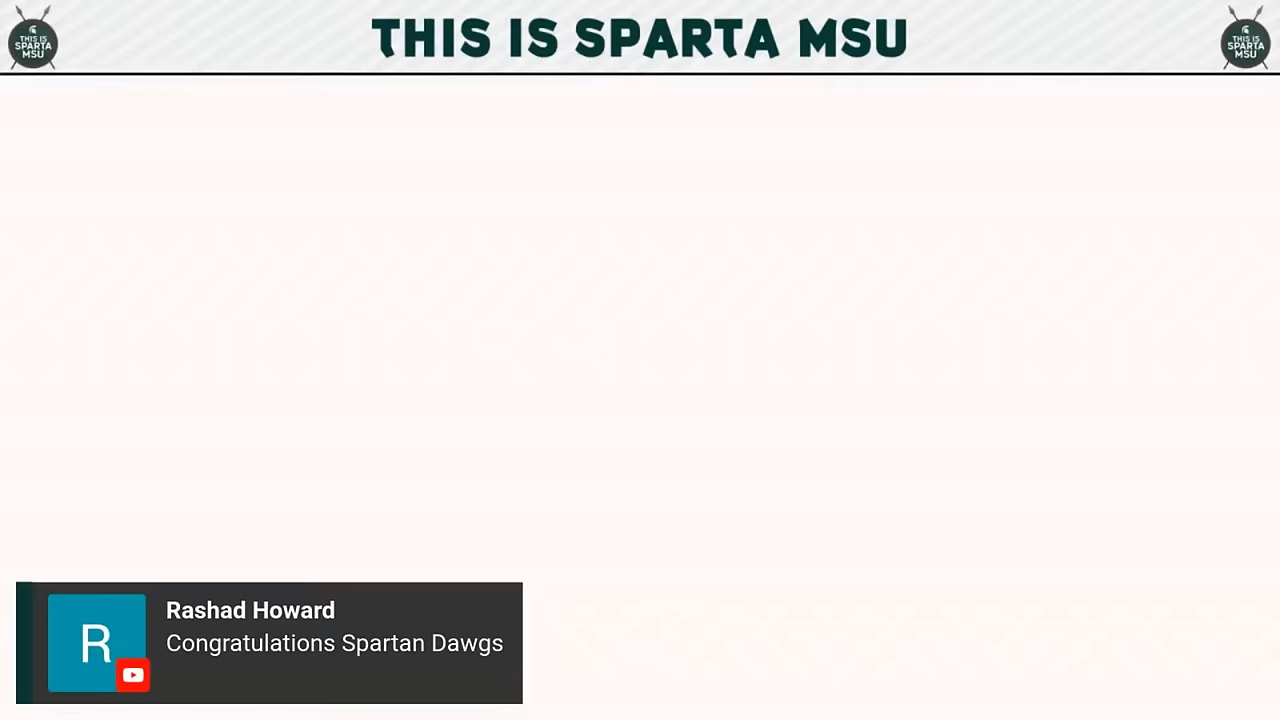 THIS IS SPARTA MSU
THIS IS
SPARTA
MSU
THIS IS
SPARTA
MSU
R
Rashad Howard
Congratulations Spartan Dawgs